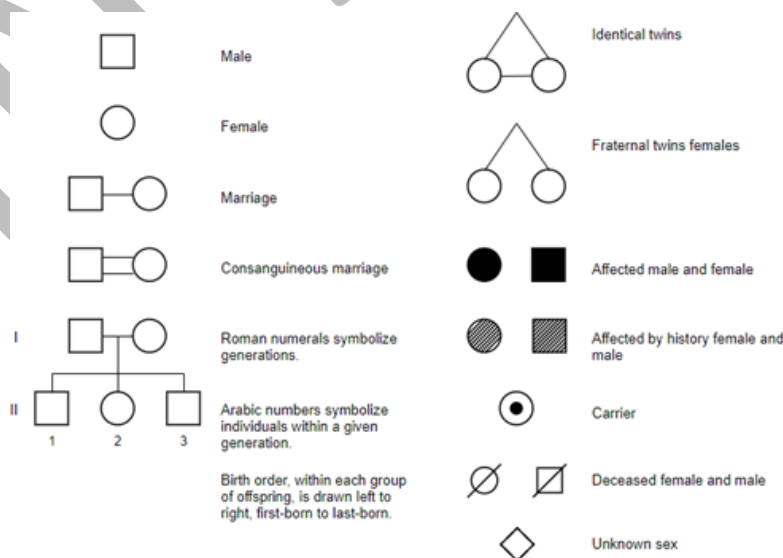 Male
Female
Marriage
Consanguineous marriage
I
Roman numerals symbolize
generations.
II
1
2
3
Arabic numbers symbolize
individuals within a given
generation.
Birth order, within each group
of offspring, is drawn left to
right, first-born to last-born.
Identical twins
Fraternal twins females
Affected male and female
Affected by history female and
male
Carrier
Deceased female and male
Unknown sex